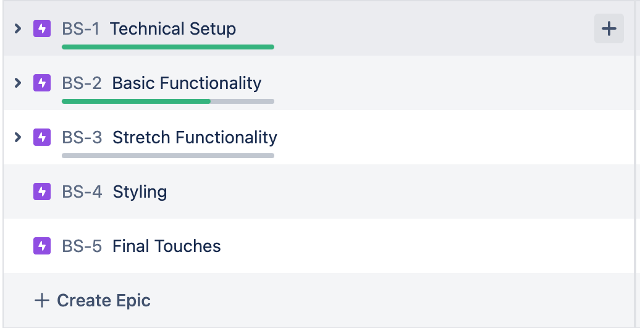 BS-1 Technical Setup
BS-2 Basic Functionality
BS-3 Stretch Functionality
BS-4 Styling
BS-5 Final Touches
+ Create Epic